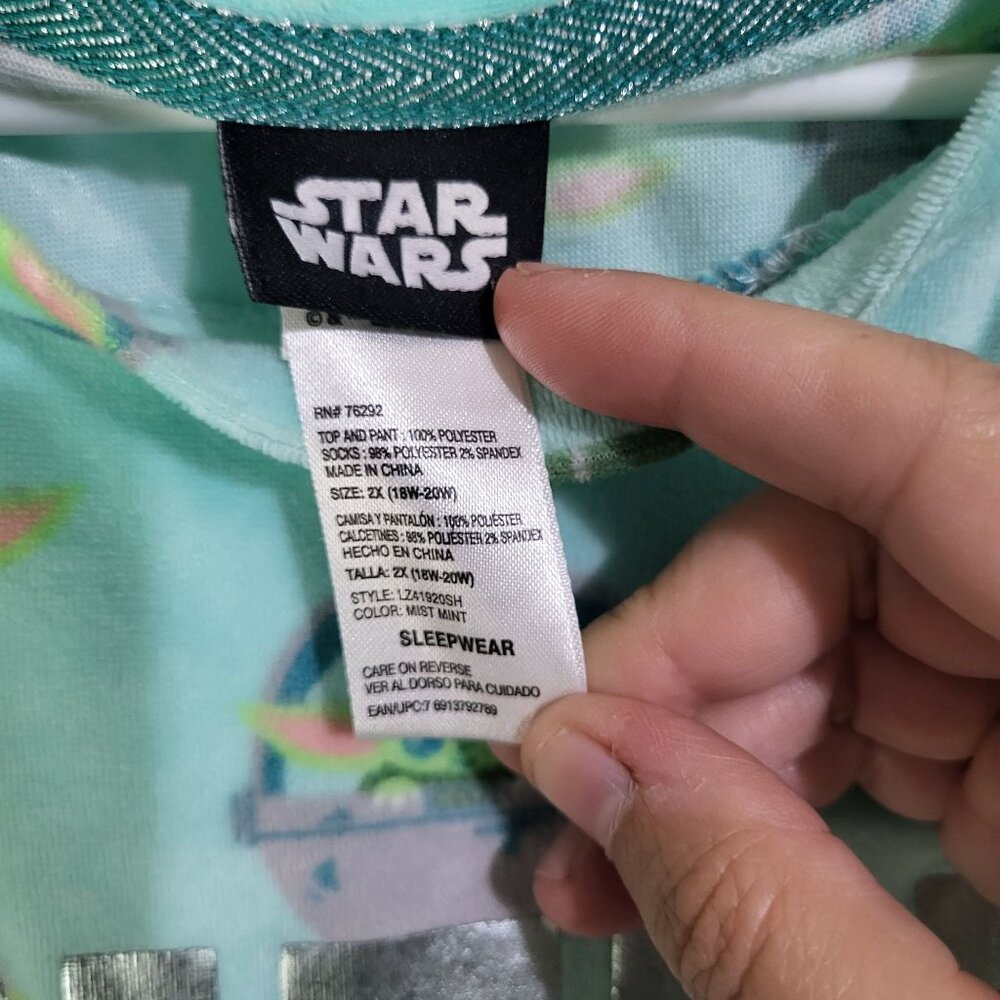 STAR
WARS
© &
RN# 76292
TOP AND PANT : 100% POLYESTER
SOCKS : 98% POLYESTER 2% SPANDEX
MADE IN CHINA
SIZE: 2X (18W-20W)
CAMISA Y PANTALÓN : 100% POLIÉSTER
CALCETINES : 98% POLIÉSTER 2% SPANDEX
HECHO EN CHINA
TALLA: 2X (18W-20W)
STYLE: LZ41920SH
COLOR: MIST MINT
SLEEPWEAR
CARE ON REVERSE
VER AL DORSO PARA CUIDADO
EAN/UPC:7 6913792789